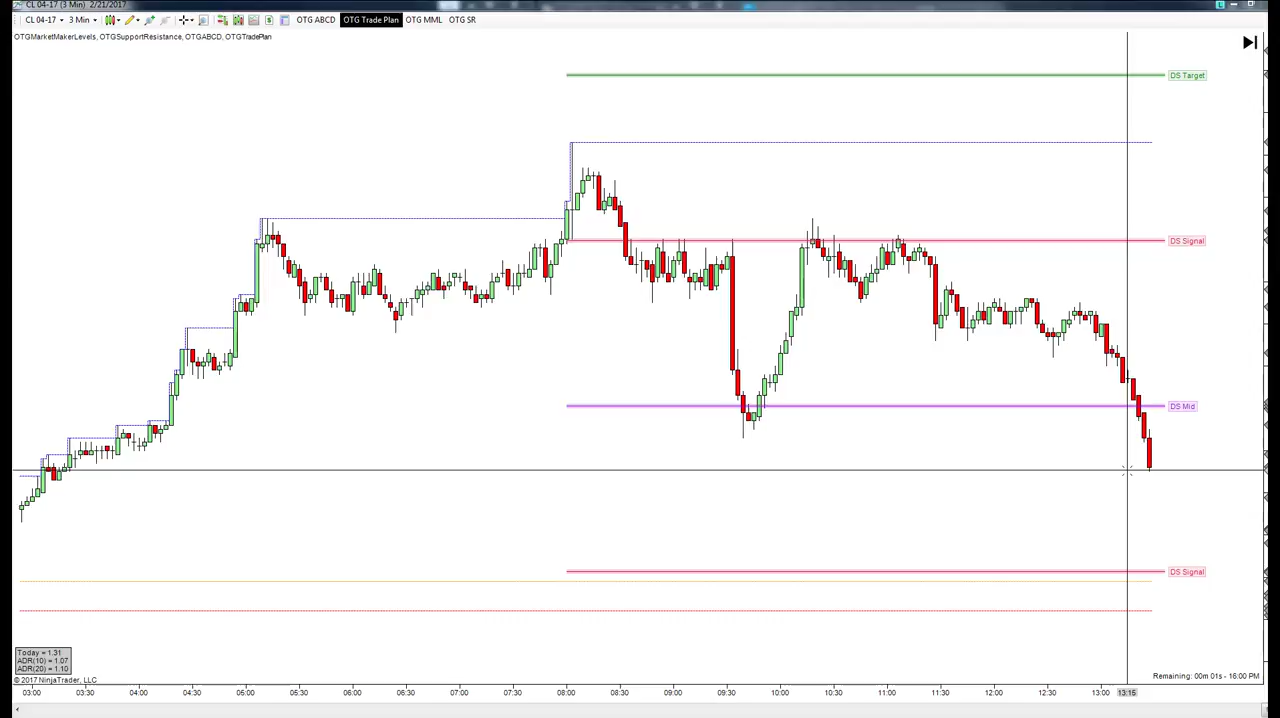 CL 04-17 (3 Min) 2/21/2017
CL 04-17 3 Min OTG ABCD OTG Trade Plan OTG MML OTG SR
OTGMarketMakerLevels, OTGSupportResistance, OTGABCD, OTGTradePlan
DS Target
DS Signal
DS Mid
DS Signal
Today = 1.31
ADR(10) = 1.07
ADR(20) = 1.10
© 2017 NinjaTrader, LLC
Remaining: 00m 01s - 16:00 PM
03:00 03:30 04:00 04:30 05:00 05:30 06:00 06:30 07:00 07:30 08:00 08:30 09:00 09:30 10:00 10:30 11:00 11:30 12:00 12:30 13:00 13:15